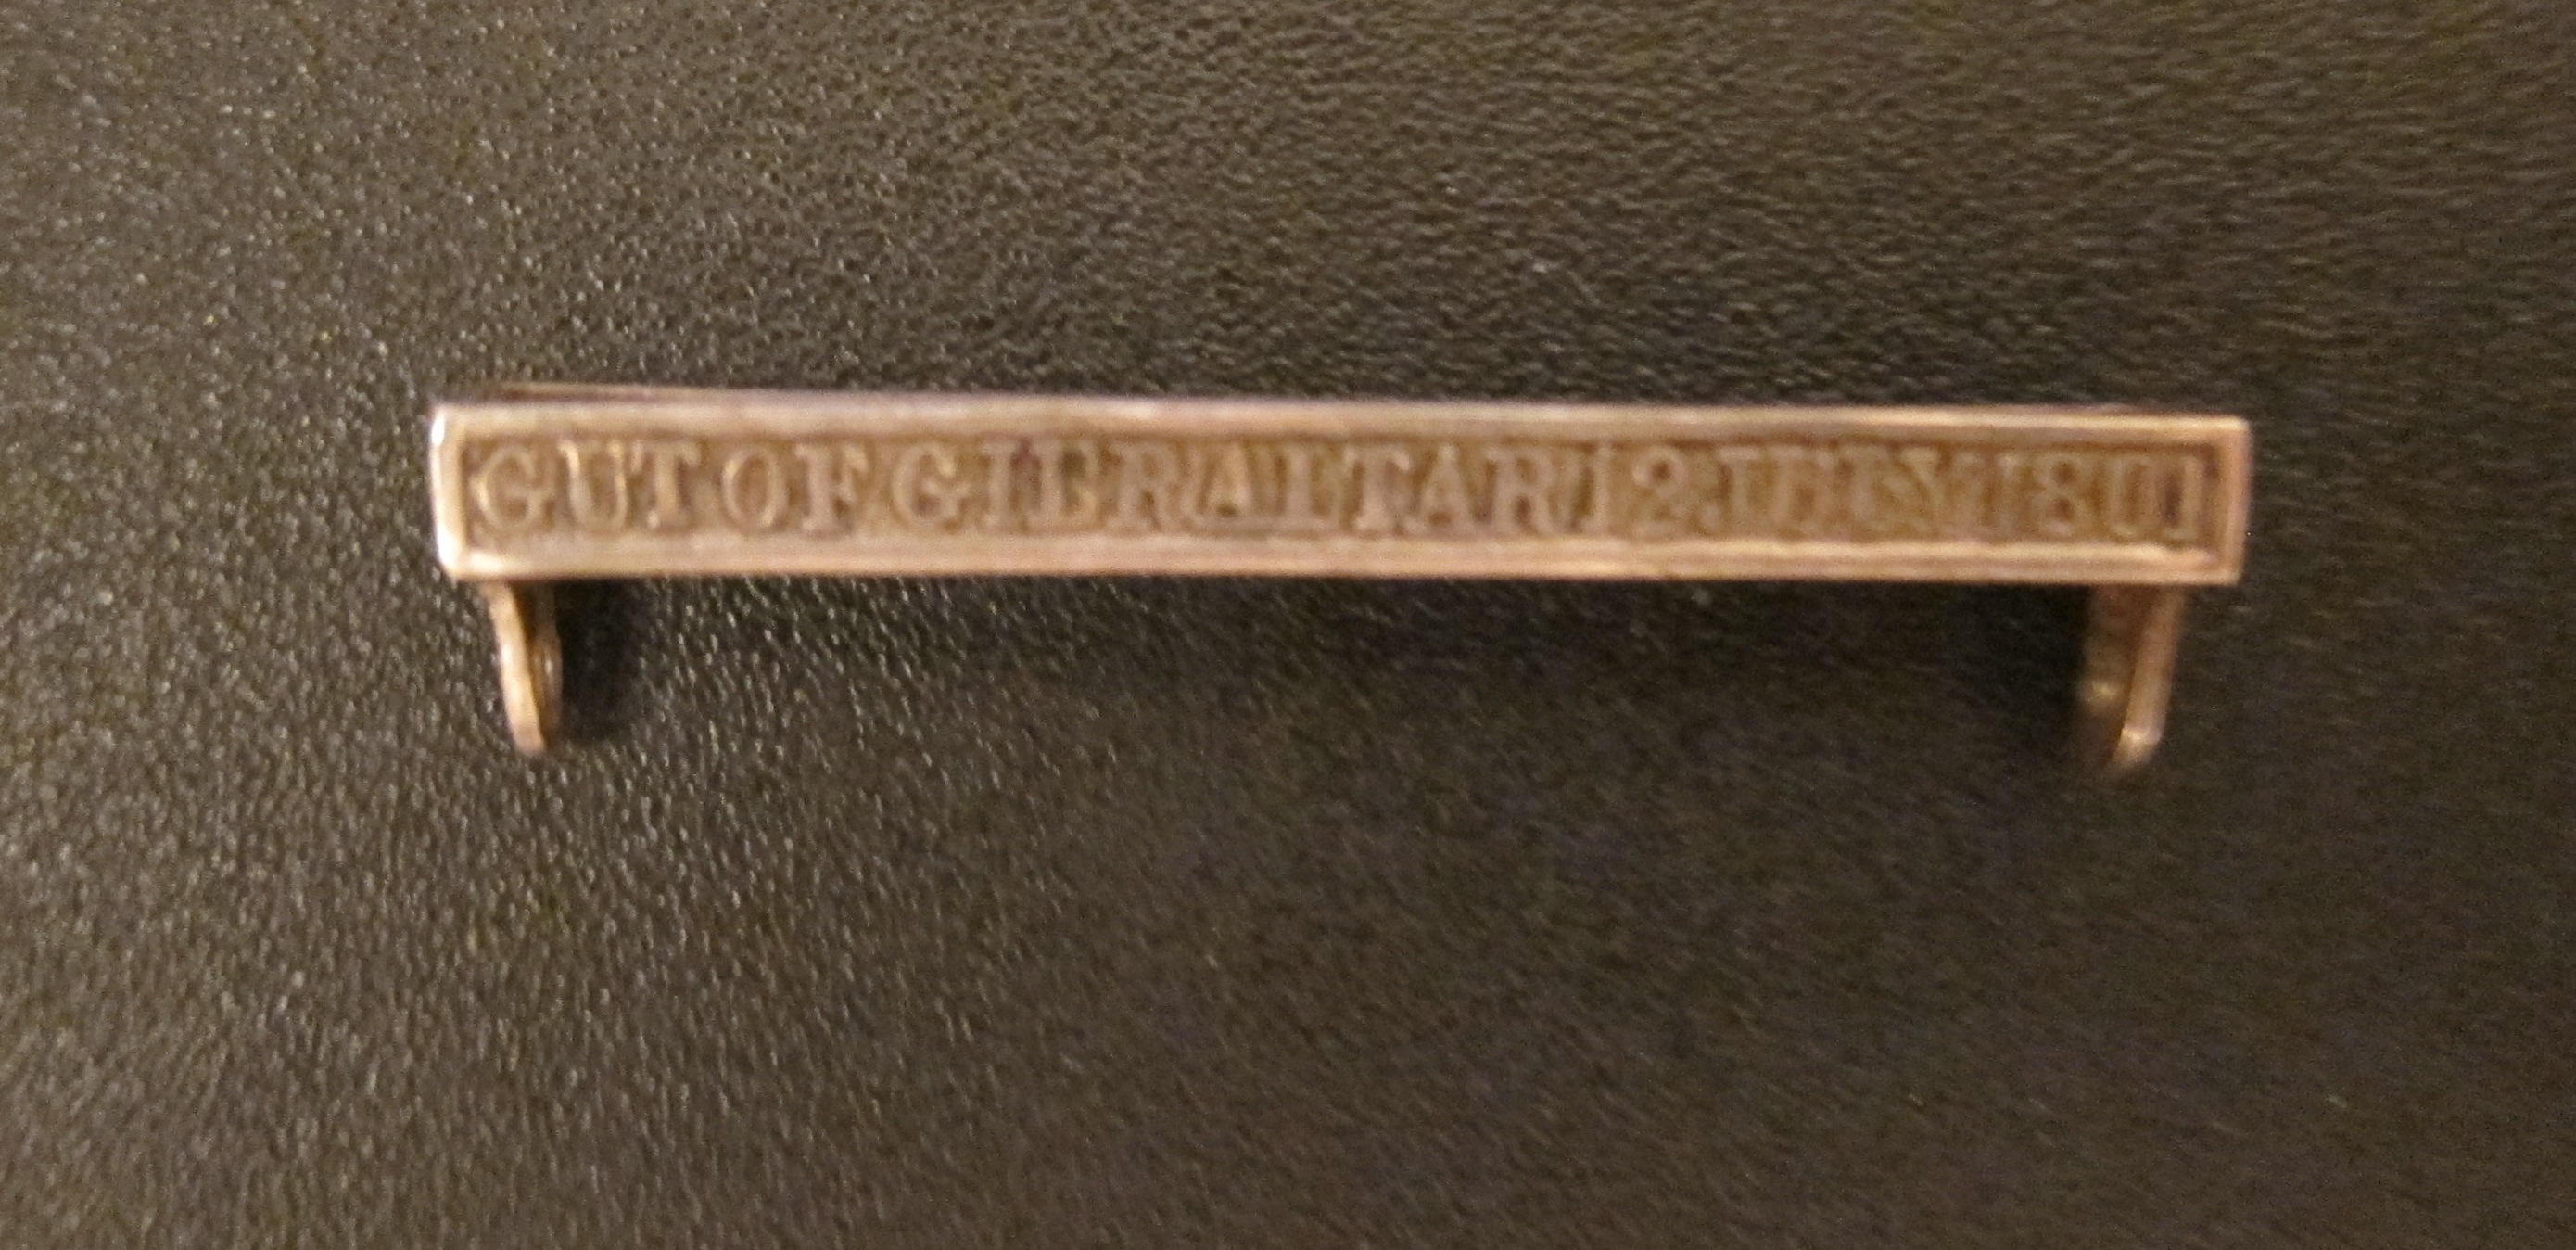 GUT OF GIBRALTAR 12 JULY 1801